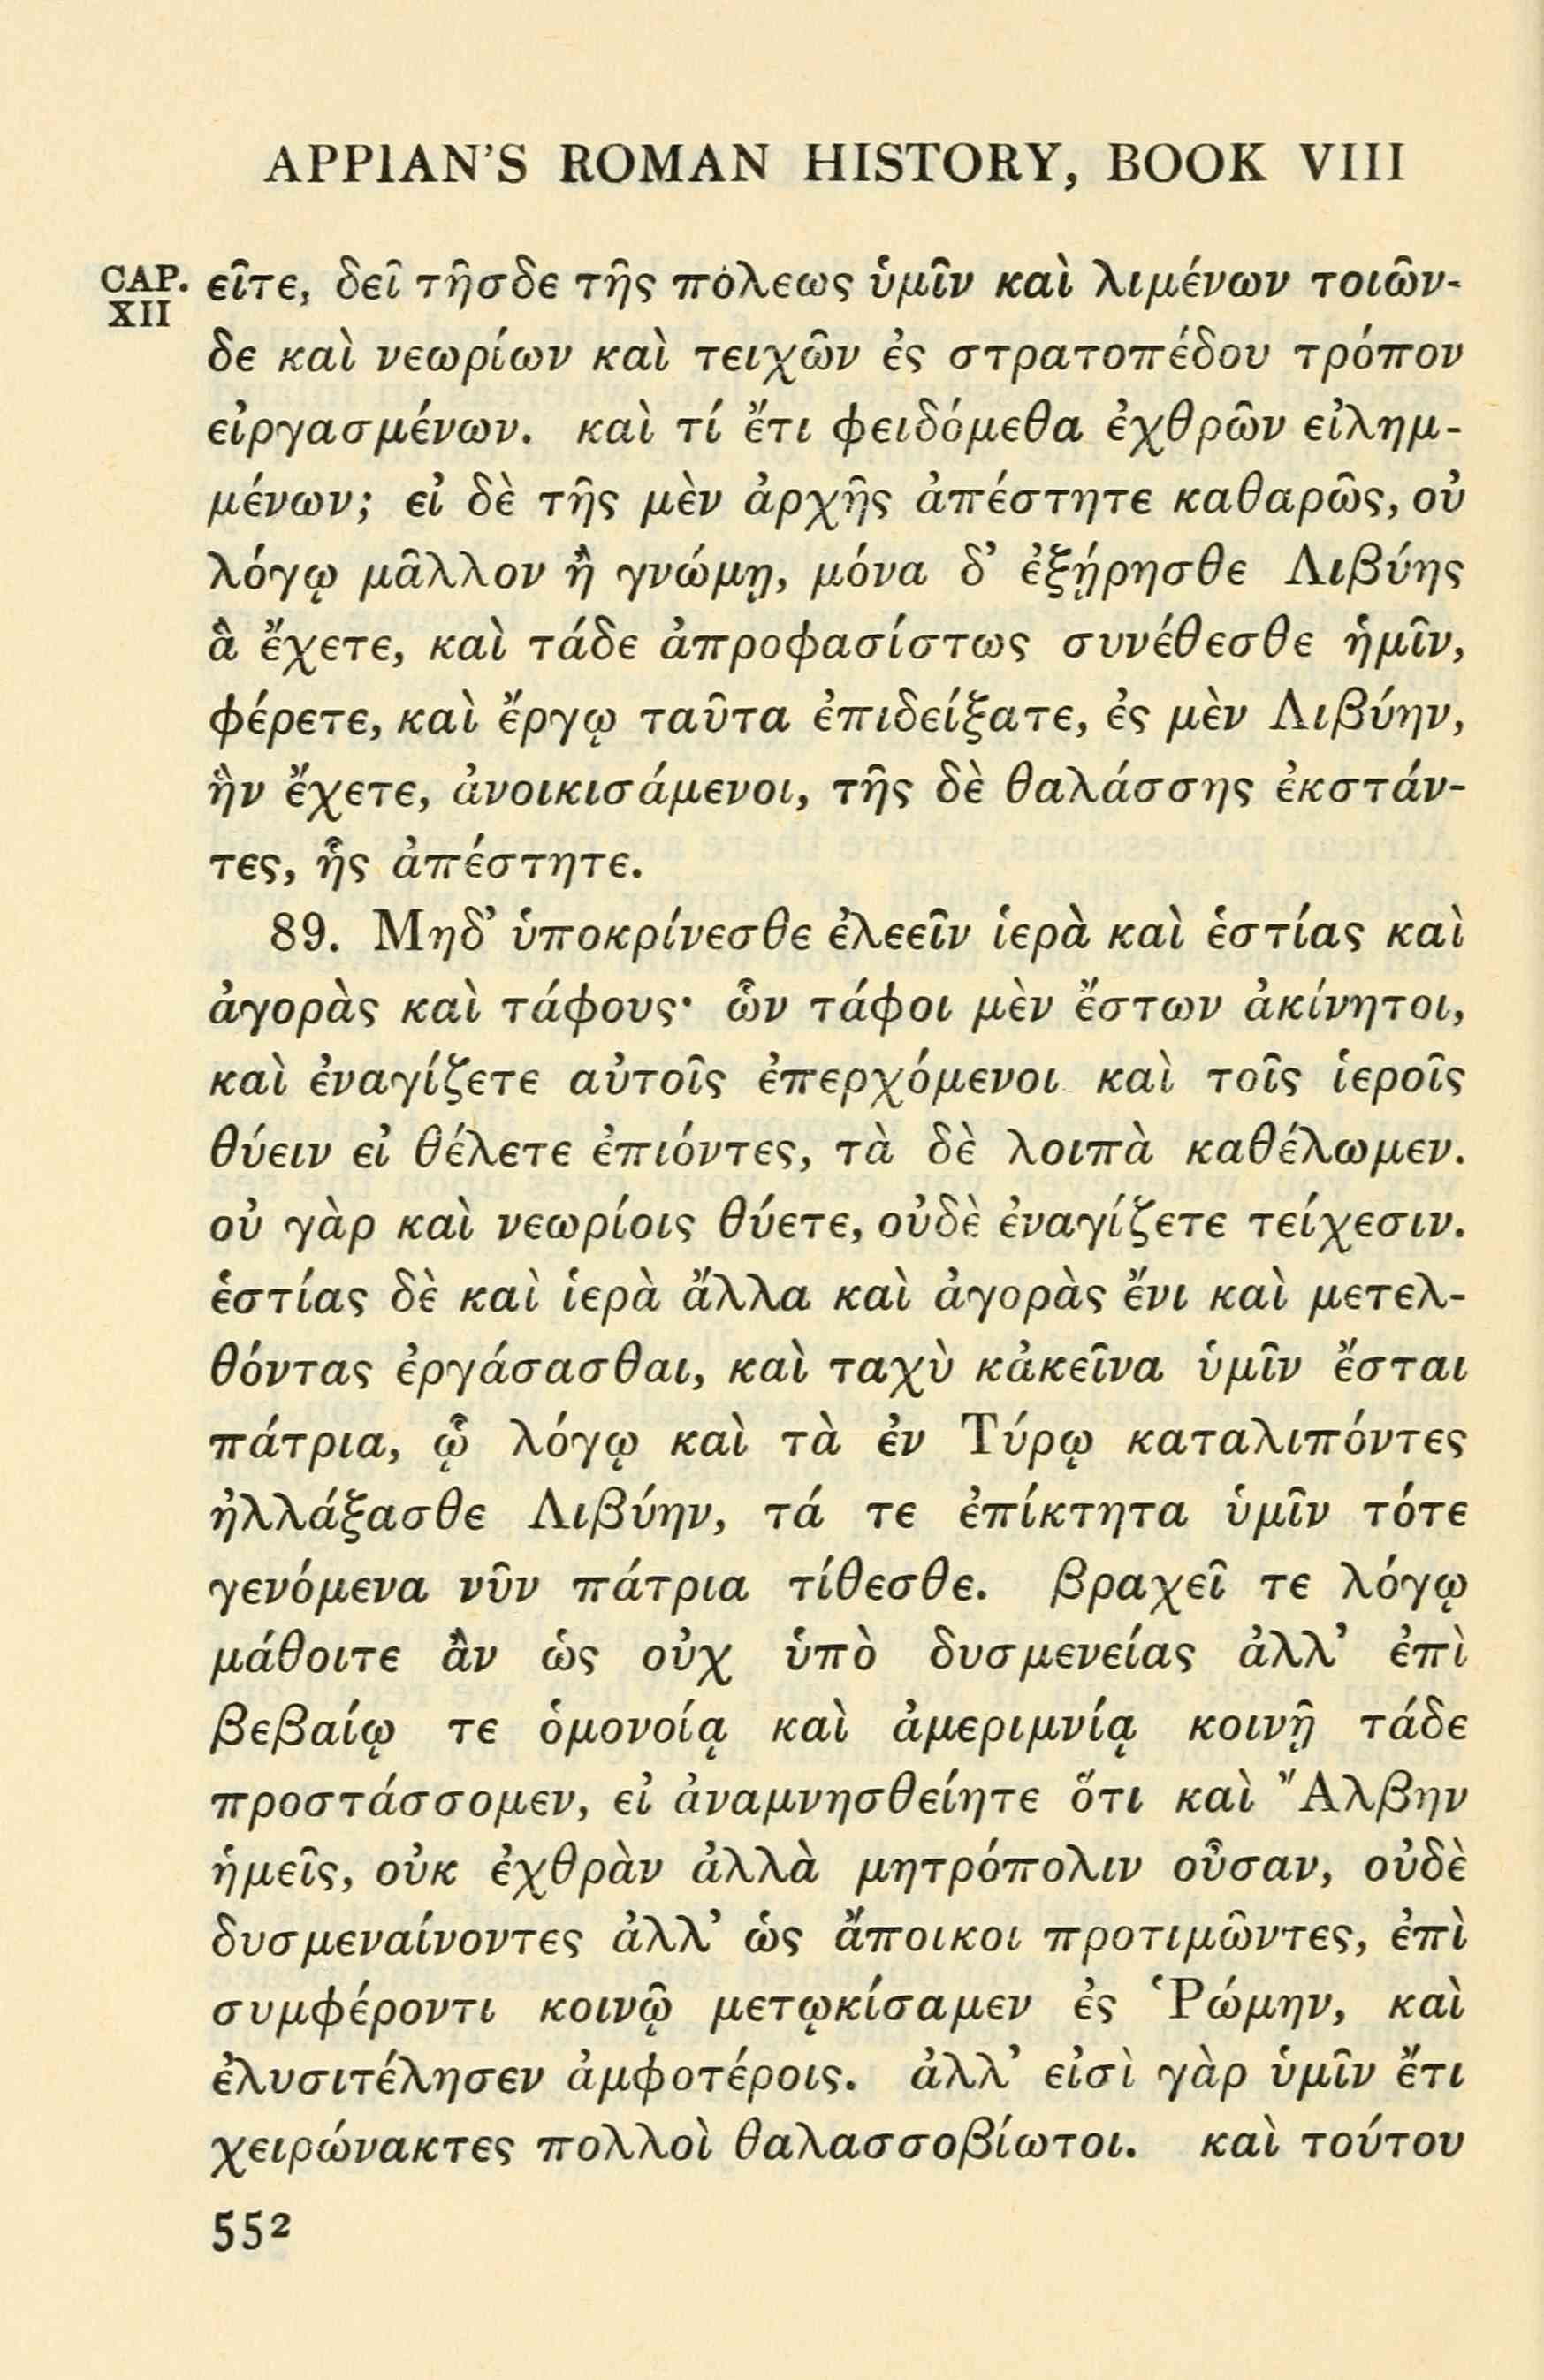 APPIAN'S ROMAN HISTORY, BOOK VIII
CAP. XII
εῖτε, δεῖ τῆσδε τῆς πόλεως ὑμῖν καὶ λιμένων τοιῶν-
δε καὶ νεωρίων καὶ τειχῶν ἐς στρατοπέδου τρόπον
εἰργασμένων. καὶ τί ἔτι φειδόμεθα ἐχθρῶν εἰλημ-
μένων; εἰ δὲ τῆς μὲν ἀρχῆς ἀπέστητε καθαρῶς, οὐ
λόγῳ μᾶλλον ἢ γνώμῃ, μόνα δ’ ἐξῄρησθε Λιβύης
ἃ ἔχετε, καὶ τάδε ἀπροφασίστως συνέθεσθε ἡμῖν,
φέρετε, καὶ ἔργῳ ταῦτα ἐπιδείξατε, ἐς μὲν Λιβύην,
ἣν ἔχετε, ἀνοικισάμενοι, τῆς δὲ θαλάσσης ἐκστάν-
τες, ἧς ἀπέστητε.
89. Μηδ’ ὑποκρίνεσθε ἐλεεῖν ἱερὰ καὶ ἑστίας καὶ
ἀγορὰς καὶ τάφους· ὧν τάφοι μὲν ἔστων ἀκίνητοι,
καὶ ἐναγίζετε αὐτοῖς ἐπερχόμενοι καὶ τοῖς ἱεροῖς
θύειν εἰ θέλετε ἐπιόντες, τὰ δὲ λοιπὰ καθέλωμεν.
οὐ γὰρ καὶ νεωρίοις θύετε, οὐδὲ ἐναγίζετε τείχεσιν.
ἑστίας δὲ καὶ ἱερὰ ἄλλα καὶ ἀγορὰς ἔνι καὶ μετελ-
θόντας ἐργάσασθαι, καὶ ταχὺ κἀκεῖνα ὑμῖν ἔσται
πάτρια, ᾧ λόγῳ καὶ τὰ ἐν Τύρῳ καταλιπόντες
ἠλλάξασθε Λιβύην, τά τε ἐπίκτητα ὑμῖν τότε
γενόμενα νῦν πάτρια τίθεσθε. βραχεῖ τε λόγῳ
μάθοιτε ἂν ὡς οὐχ ὑπὸ δυσμενείας ἀλλ’ ἐπὶ
βεβαίῳ τε ὁμονοίᾳ καὶ ἀμεριμνίᾳ κοινῇ τάδε
προστάσσομεν, εἰ ἀναμνησθείητε ὅτι καὶ Ἄλβην
ἡμεῖς, οὐκ ἐχθρὰν ἀλλὰ μητρόπολιν οὖσαν, οὐδὲ
δυσμεναίνοντες ἀλλ’ ὡς ἄποικοι προτιμῶντες, ἐπὶ
συμφέροντι κοινῷ μετῳκίσαμεν ἐς Ῥώμην, καὶ
ἐλυσιτέλησεν ἀμφοτέροις. ἀλλ’ εἰσὶ γὰρ ὑμῖν ἔτι
χειρώνακτες πολλοὶ θαλασσοβίωτοι. καὶ τούτου
552